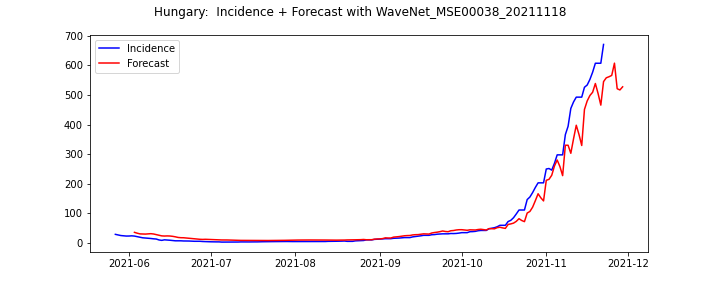 Hungary:  Incidence + Forecast with WaveNet_MSE00038_20211118
700
600
500
400
300
200
100
0
Incidence
Forecast
2021-06 2021-07 2021-08 2021-09 2021-10 2021-11 2021-12